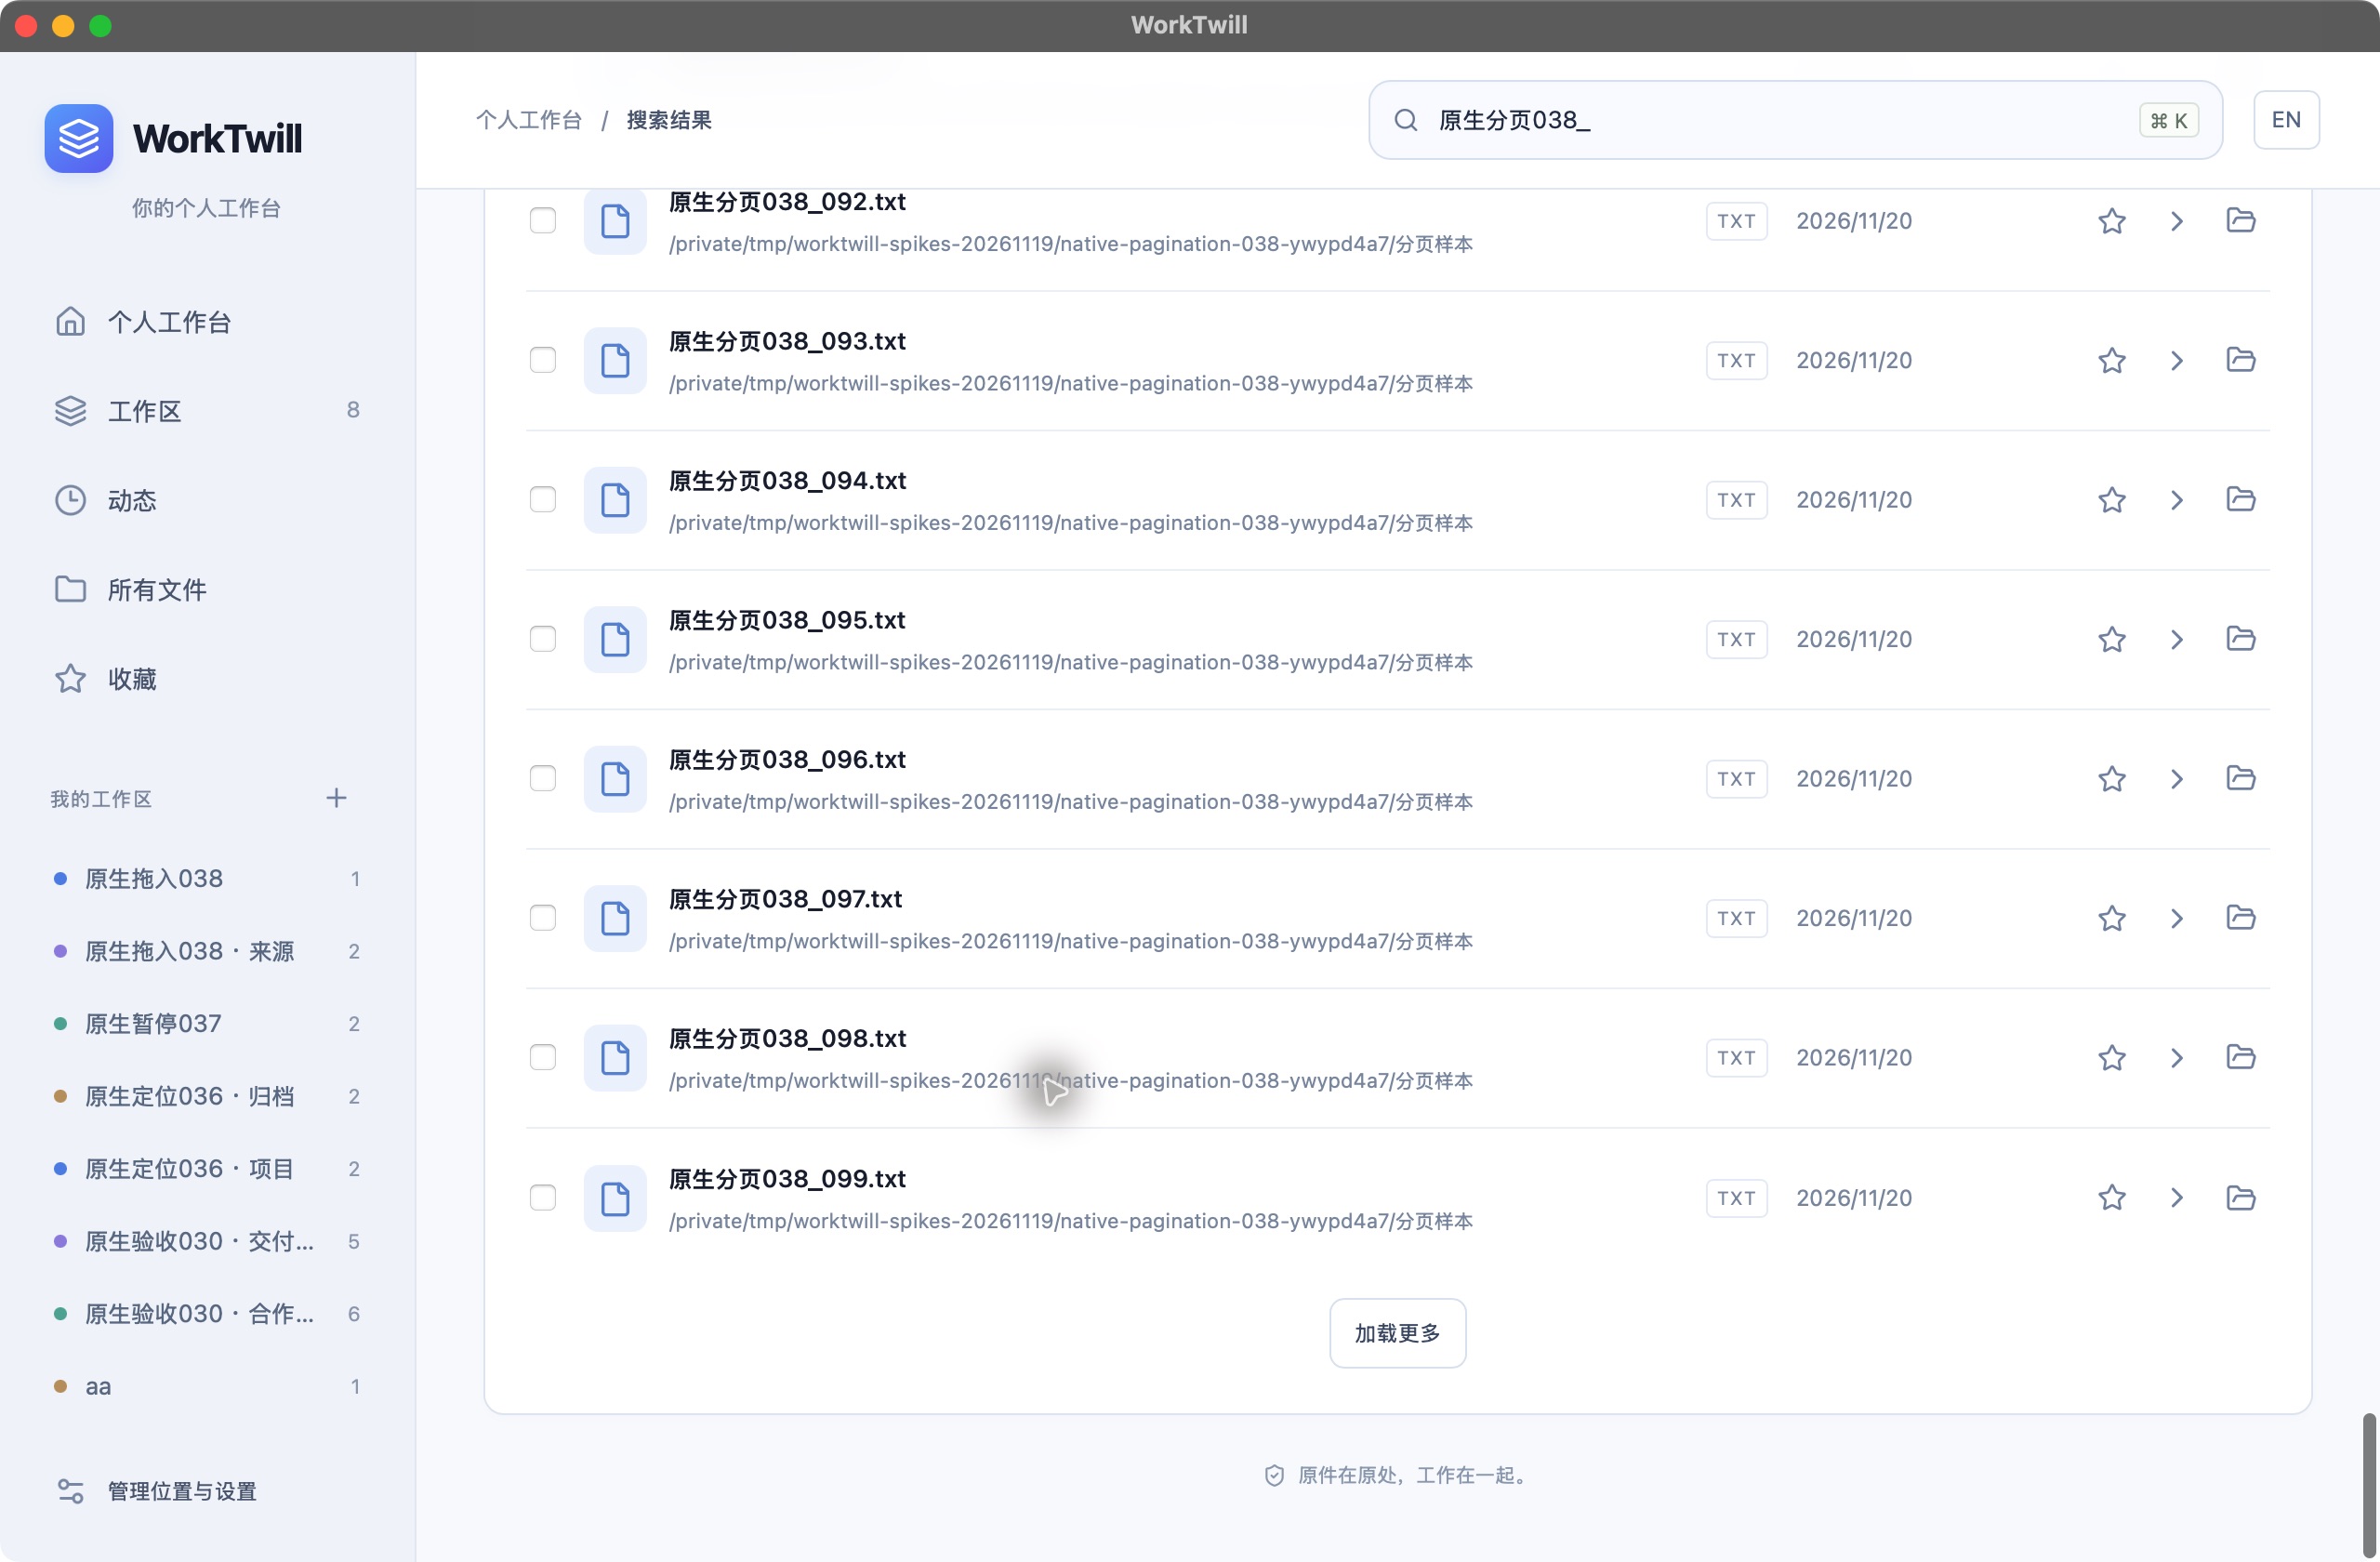 WorkTwill
WorkTwill
你的个人工作台
个人工作台
工作区 8
动态
所有文件
收藏
我的工作区
原生拖入038 1
原生拖入038 · 来源 2
原生暂停037 2
原生定位036 · 归档 2
原生定位036 · 项目 2
原生验收030 · 交付... 5
原生验收030 · 合作... 6
aa 1
管理位置与设置
个人工作台 / 搜索结果
原生分页038_ ⌘ K EN
原生分页038_092.txt
/private/tmp/worktwill-spikes-20261119/native-pagination-038-ywypd4a7/分页样本
TXT 2026/11/20
原生分页038_093.txt
/private/tmp/worktwill-spikes-20261119/native-pagination-038-ywypd4a7/分页样本
TXT 2026/11/20
原生分页038_094.txt
/private/tmp/worktwill-spikes-20261119/native-pagination-038-ywypd4a7/分页样本
TXT 2026/11/20
原生分页038_095.txt
/private/tmp/worktwill-spikes-20261119/native-pagination-038-ywypd4a7/分页样本
TXT 2026/11/20
原生分页038_096.txt
/private/tmp/worktwill-spikes-20261119/native-pagination-038-ywypd4a7/分页样本
TXT 2026/11/20
原生分页038_097.txt
/private/tmp/worktwill-spikes-20261119/native-pagination-038-ywypd4a7/分页样本
TXT 2026/11/20
原生分页038_098.txt
/private/tmp/worktwill-spikes-20261119/native-pagination-038-ywypd4a7/分页样本
TXT 2026/11/20
原生分页038_099.txt
/private/tmp/worktwill-spikes-20261119/native-pagination-038-ywypd4a7/分页样本
TXT 2026/11/20
加载更多
原件在原处，工作在一起。